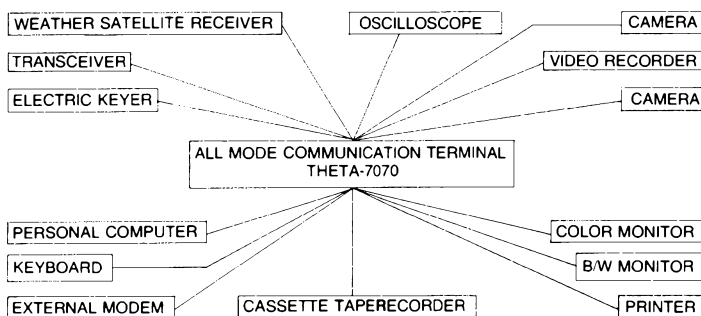 WEATHER SATELLITE RECEIVER
OSCILLOSCOPE
CAMERA
TRANSCEIVER
VIDEO RECORDER
ELECTRIC KEYER
CAMERA
ALL MODE COMMUNICATION TERMINAL
THETA-7070
PERSONAL COMPUTER
COLOR MONITOR
KEYBOARD
B/W MONITOR
EXTERNAL MODEM
CASSETTE TAPERECORDER
PRINTER